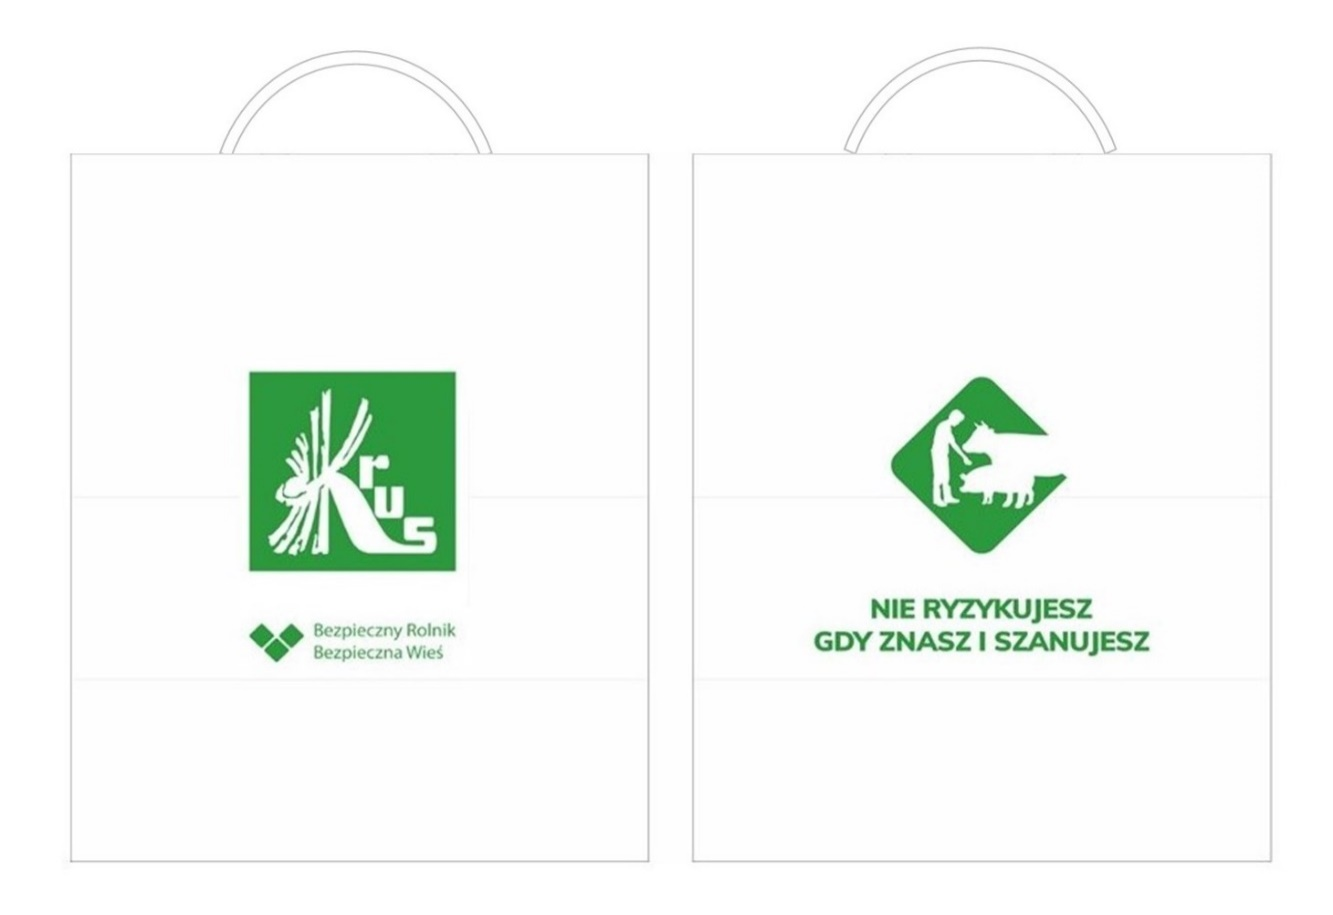 Krus
Bezpieczny Rolnik
Bezpieczna Wieś
NIE RYZYKUJESZ
GDY ZNASZ I SZANUJESZ